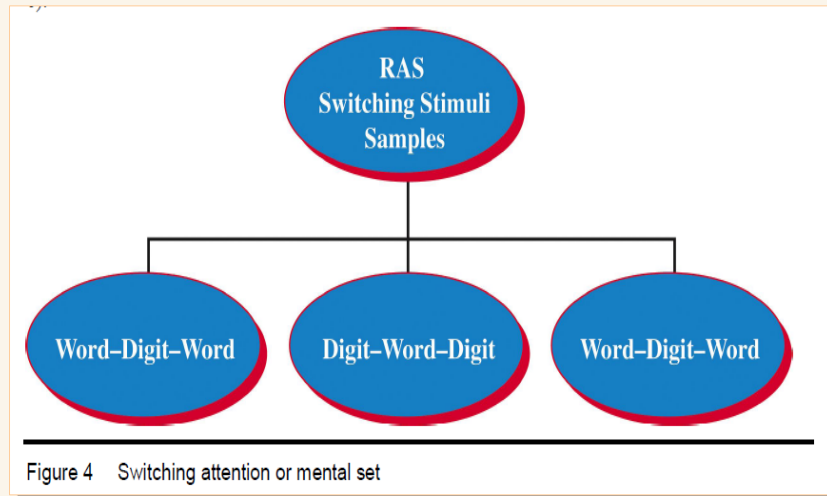 RAS
Switching Stimuli
Samples
Word–Digit–Word
Digit–Word–Digit
Word–Digit–Word
Figure 4 Switching attention or mental set